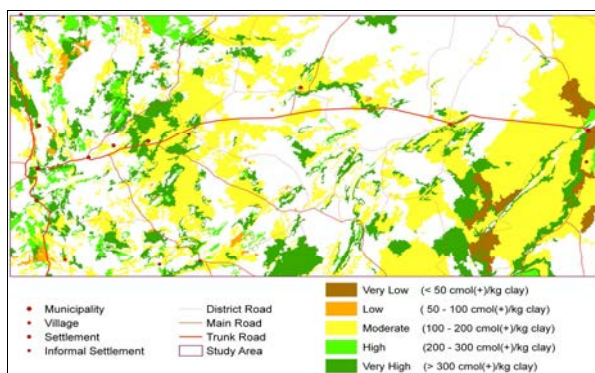 Municipality
Village
Settlement
Informal Settlement
District Road
Main Road
Trunk Road
Study Area
Very Low (< 50 cmol(+)/kg clay)
Low ( 50 - 100 cmol(+)/kg clay)
Moderate (100 - 200 cmol(+)/kg clay)
High (200 - 300 cmol(+)/kg clay)
Very High (> 300 cmol(+)/kg clay)